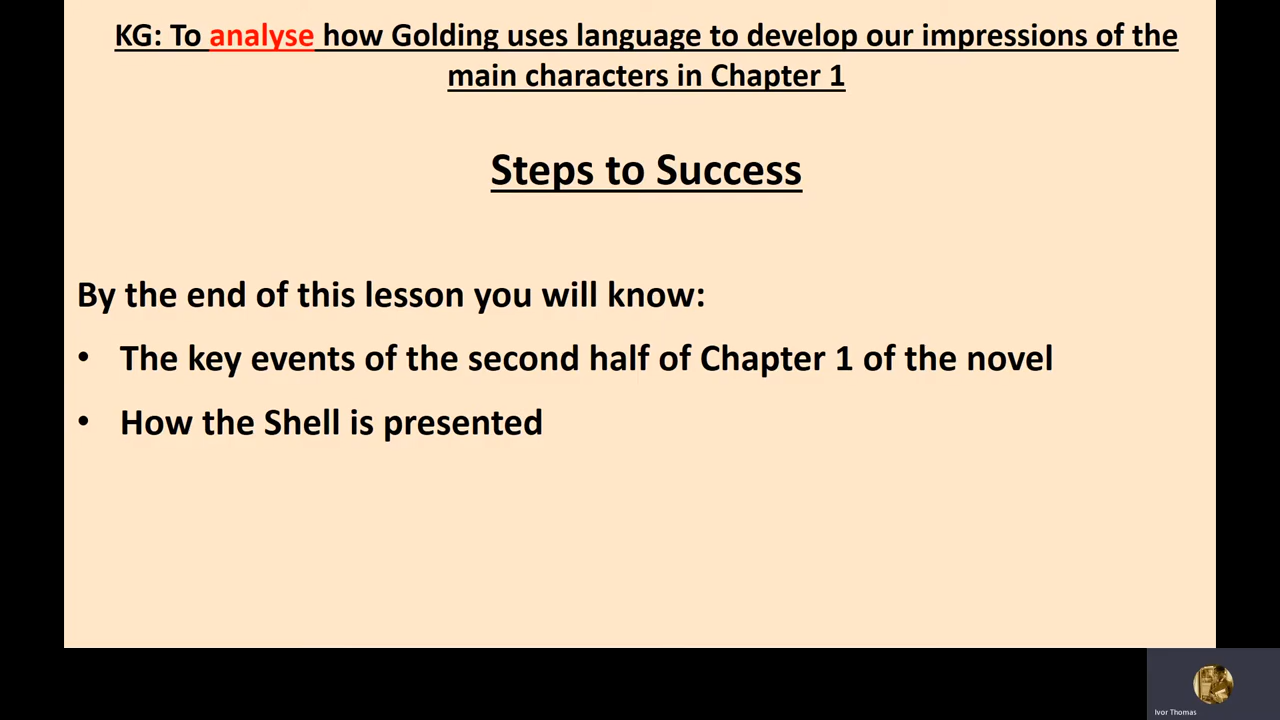 KG: To analyse how Golding uses language to develop our impressions of the
main characters in Chapter 1
Steps to Success
By the end of this lesson you will know:
• The key events of the second half of Chapter 1 of the novel
• How the Shell is presented
Ivor Thomas